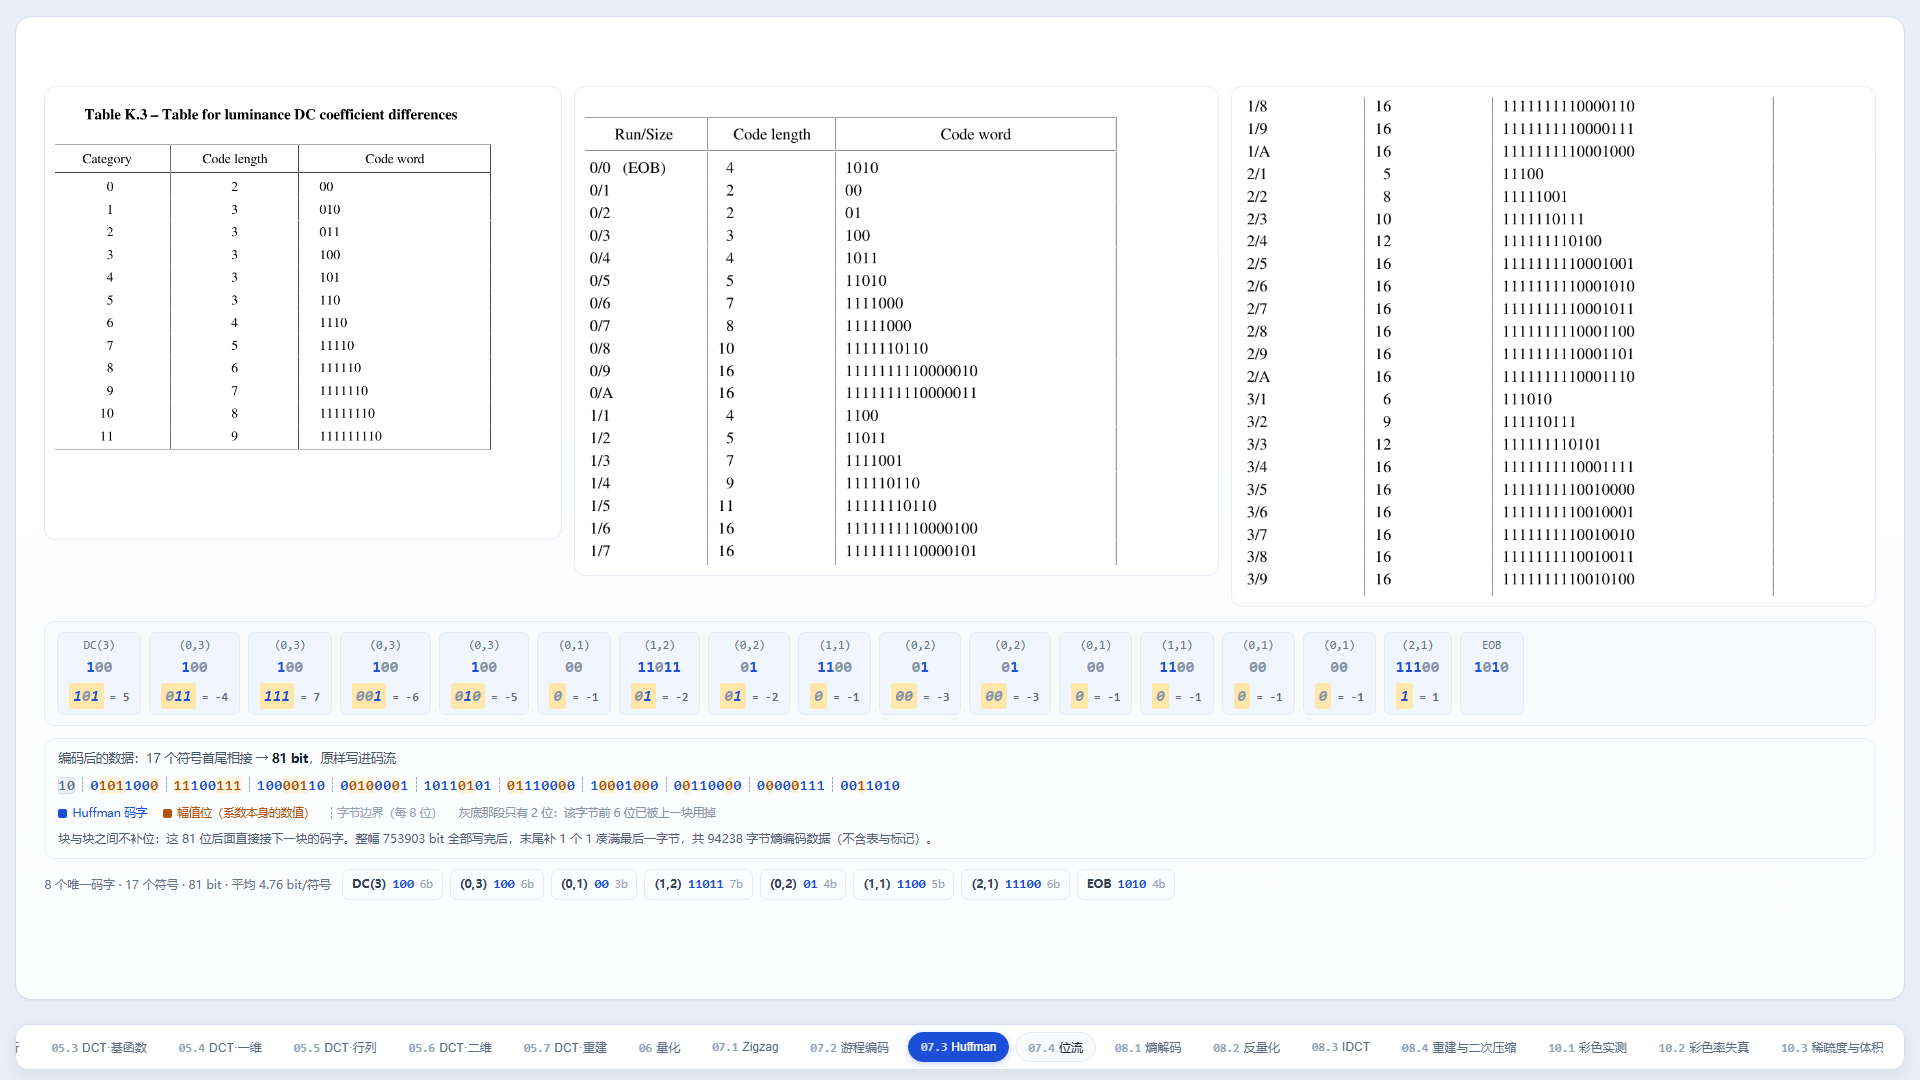 Table K.3 – Table for luminance DC coefficient differences
Category Code length Code word
0 2 00
1 3 010
2 3 011
3 3 100
4 3 101
5 3 110
6 4 1110
7 5 11110
8 6 111110
9 7 1111110
10 8 11111110
11 9 111111110
Run/Size Code length Code word
0/0 (EOB) 4 1010
0/1 2 00
0/2 2 01
0/3 3 100
0/4 4 1011
0/5 5 11010
0/6 7 1111000
0/7 8 11111000
0/8 10 1111110110
0/9 16 1111111110000010
0/A 16 1111111110000011
1/1 4 1100
1/2 5 11011
1/3 7 1111001
1/4 9 111110110
1/5 11 11111110110
1/6 16 1111111110000100
1/7 16 1111111110000101
1/8 16 1111111110000110
1/9 16 1111111110000111
1/A 16 1111111110001000
2/1 5 11100
2/2 8 11111001
2/3 10 1111110111
2/4 12 111111110100
2/5 16 1111111110001001
2/6 16 1111111110001010
2/7 16 1111111110001011
2/8 16 1111111110001100
2/9 16 1111111110001101
2/A 16 1111111110001110
3/1 6 111010
3/2 9 111110111
3/3 12 111111110101
3/4 16 1111111110001111
3/5 16 1111111110010000
3/6 16 1111111110010001
3/7 16 1111111110010010
3/8 16 1111111110010011
3/9 16 1111111110010100
DC(3) (0,3) (0,3) (0,3) (0,3) (0,1) (1,2) (0,2) (1,1) (0,2) (0,2) (0,1) (1,1) (0,1) (0,1) (2,1) EOB
100 100 100 100 100 00 11011 01 1100 01 01 00 1100 00 00 11100 1010
101 = 5 011 = -4 111 = 7 001 = -6 010 = -5 0 = -1 01 = -2 01 = -2 0 = -1 00 = -3 00 = -3 0 = -1 0 = -1 0 = -1 0 = -1 1 = 1
编码后的数据：17 个符号首尾相接 → 81 bit，原样写进码流
10 01011000 11100111 10000110 00100001 10110101 01110000 10001000 00110000 00000111 0011010
Huffman 码字 幅值位（系数本身的数值） 字节边界（每 8 位） 灰底那段只有 2 位：该字节前 6 位已被上一块用掉
块与块之间不补位：这 81 位后面直接接下一块的码字。整幅 753903 bit 全部写完后，末尾补 1 个 1 凑满最后一字节，共 94238 字节熵编码数据（不含表与标记）。
8 个唯一码字 · 17 个符号 · 81 bit · 平均 4.76 bit/符号 DC(3) 100 6b (0,3) 100 6b (0,1) 00 3b (1,2) 11011 7b (0,2) 01 4b (1,1) 1100 5b (2,1) 11100 6b EOB 1010 4b
05.3 DCT·基函数 05.4 DCT·一维 05.5 DCT·行列 05.6 DCT·二维 05.7 DCT·重建 06 量化 07.1 Zigzag 07.2 游程编码 07.3 Huffman 07.4 位流 08.1 熵解码 08.2 反量化 08.3 IDCT 08.4 重建与二次压缩 10.1 彩色实测 10.2 彩色率失真 10.3 稀疏度与体积